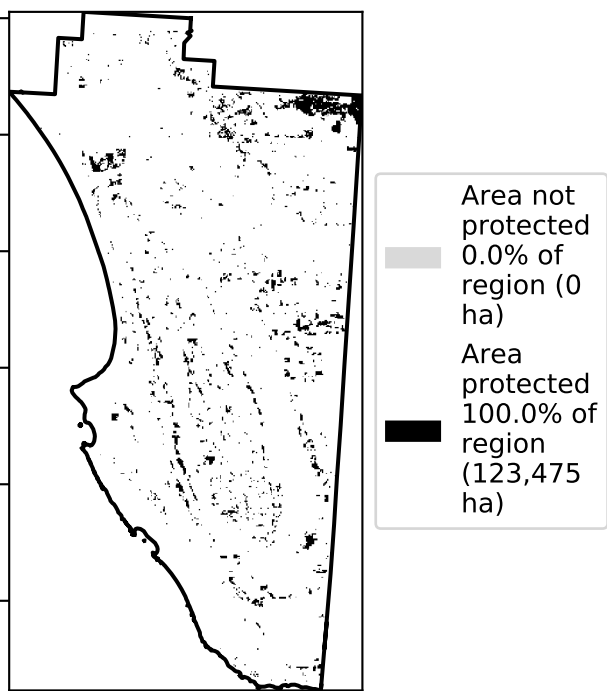 Area not
protected
0.0% of
region (0
ha)
Area
protected
100.0% of
region
(123,475
ha)